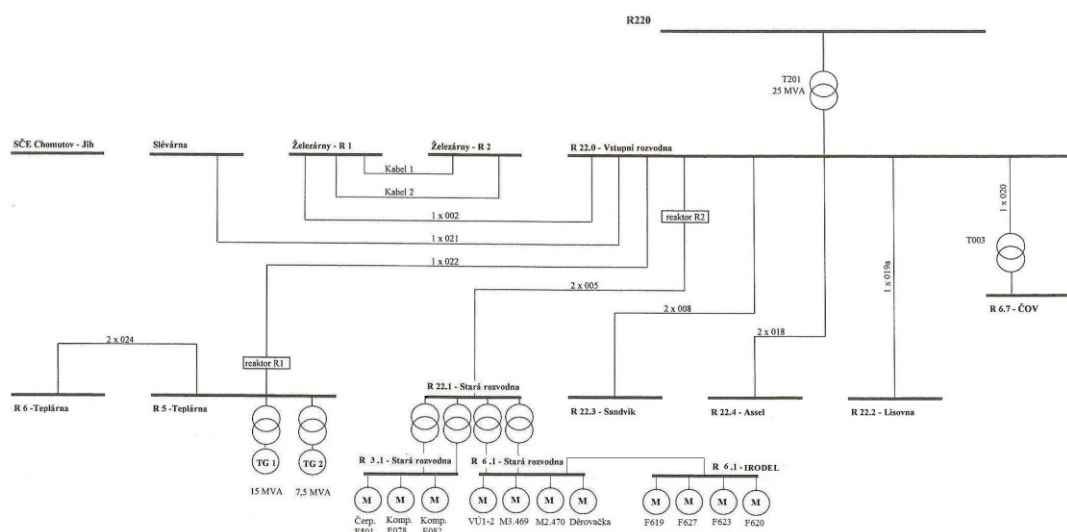 R220
T201
25 MVA
SČE Chomutov - Jih
Slévárna
Železárny - R 1
Železárny - R 2
R 22.0 - Vstupní rozvodna
Kabel 1
Kabel 2
1 x 002
reaktor R2
1 x 020
1 x 021
T003
1 x 022
1 x 019a
2 x 005
R 6.7 - ČOV
2 x 008
2 x 018
2 x 024
reaktor R1
R 6 -Teplárna
R 5 -Teplárna
R 22.1 - Stará rozvodna
R 22.3 - Sandvik
R 22.4 - Assel
R 22.2 - Lisovna
TG 1
TG 2
15 MVA
7,5 MVA
R 3 .1 - Stará rozvodna
R 6 .1 - Stará rozvodna
R 6 .1 - IRODEL
M M M M M M M M M M M
Čerp. Komp. Komp. VÚ1-2 M3.469 M2.470 Děrovačka F619 F627 F623 F620
F501 F078 F082